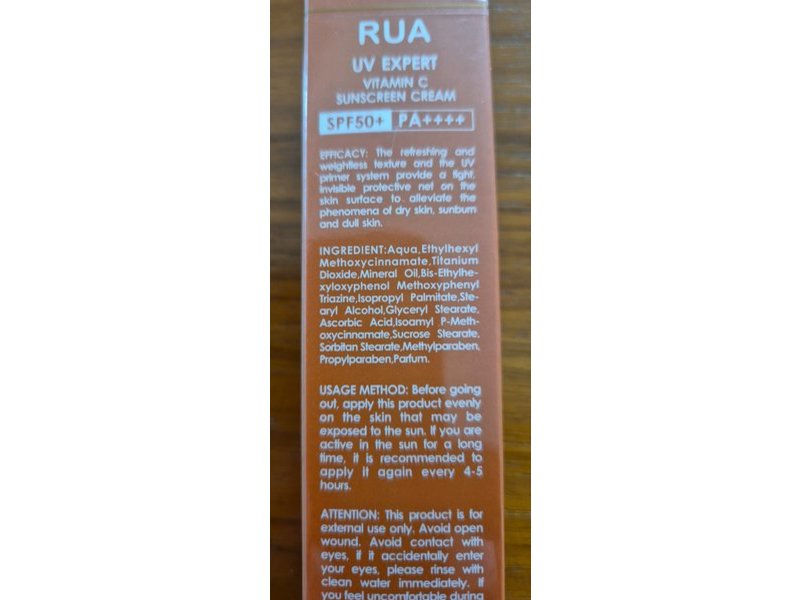 RUA
UV EXPERT
VITAMIN C
SUNSCREEN CREAM
SPF50+ PA++++
EFFICACY: The refreshing and
weightless texture and the UV
primer system provide a tight,
invisible protective net on the
skin surface to alleviate the
phenomena of dry skin, sunburn
and dull skin.
INGREDIENT:Aqua,Ethylhexyl
Methoxycinnamate,Titanium
Dioxide,Mineral Oil,Bis-Ethylhe-
xyloxyphenol Methoxyphenyl
Triazine,Isopropyl Palmitate,Ste-
aryl Alcohol,Glyceryl Stearate,
Ascorbic Acid,Isoamyl P-Meth-
oxycinnamate,Sucrose Stearate,
Sorbitan Stearate,Methylparaben,
Propylparaben,Parfum.
USAGE METHOD: Before going
out, apply this product evenly
on the skin that may be
exposed to the sun. If you are
active in the sun for a long
time, it is recommended to
apply it again every 4-5
hours.
ATTENTION: This product is for
external use only. Avoid open
wound. Avoid contact with
eyes, if it accidentally enter
your eyes, please rinse with
clean water immediately. If
you feel uncomfortable during